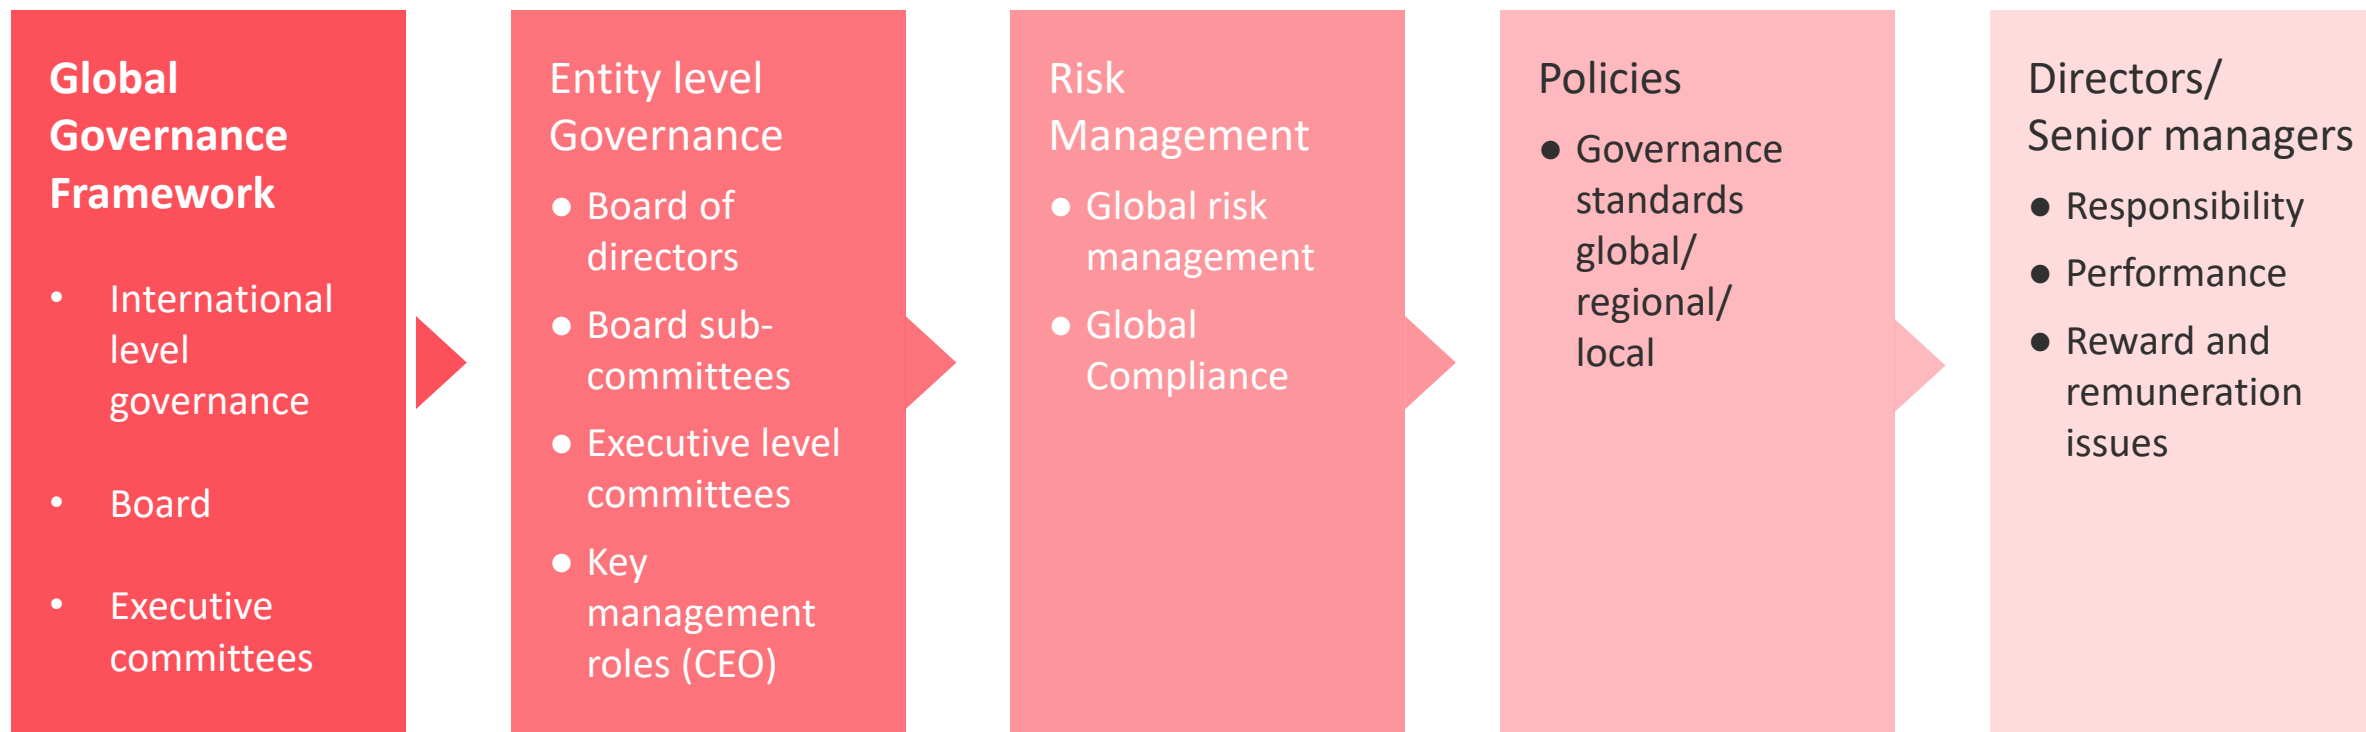 Global
Governance
Framework
• International
level
governance
• Board
• Executive
committees
Entity level
Governance
● Board of
directors
● Board sub-
committees
● Executive level
committees
● Key
management
roles (CEO)
Risk
Management
● Global risk
management
● Global
Compliance
Policies
● Governance
standards
global/
regional/
local
Directors/
Senior managers
● Responsibility
● Performance
● Reward and
remuneration
issues